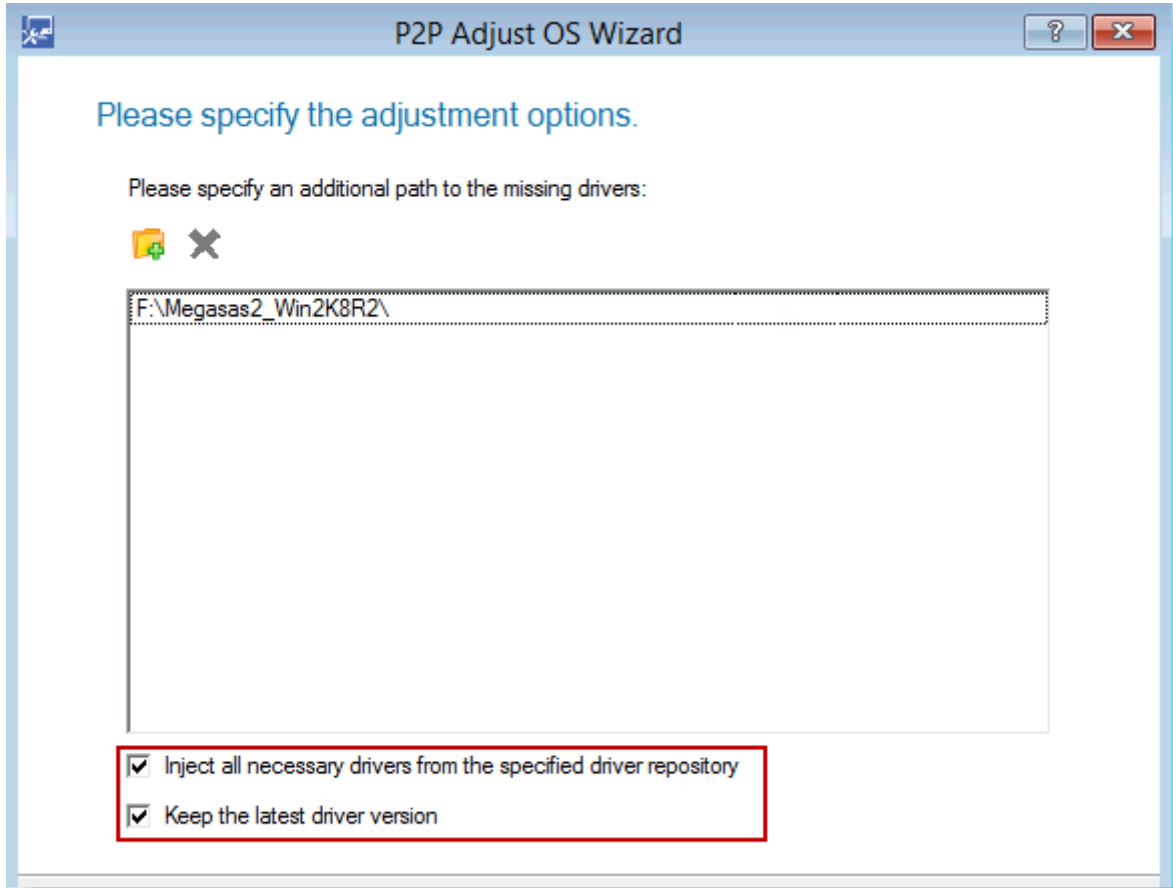 P2P Adjust OS Wizard
Please specify the adjustment options.
Please specify an additional path to the missing drivers:
F:\Megasas2_Win2K8R2\
Inject all necessary drivers from the specified driver repository
Keep the latest driver version